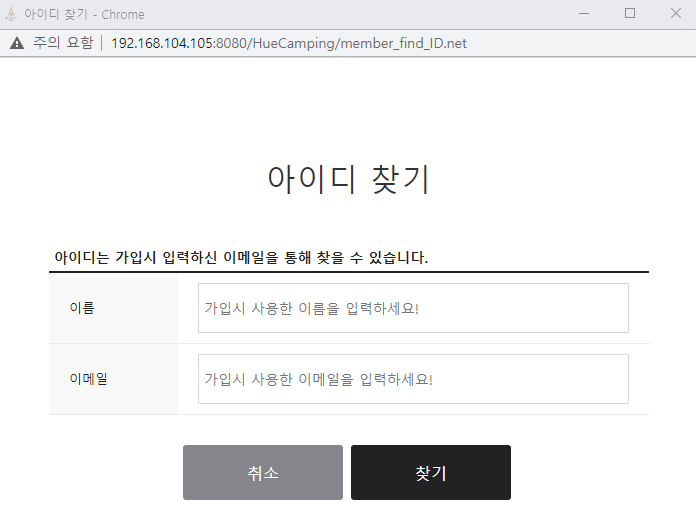 아이디 찾기 - Chrome
주의 요함 | 192.168.104.105:8080/HueCamping/member_find_ID.net
아이디 찾기
아이디는 가입시 입력하신 이메일을 통해 찾을 수 있습니다.
이름 가입시 사용한 이름을 입력하세요!
이메일 가입시 사용한 이메일을 입력하세요!
취소 찾기